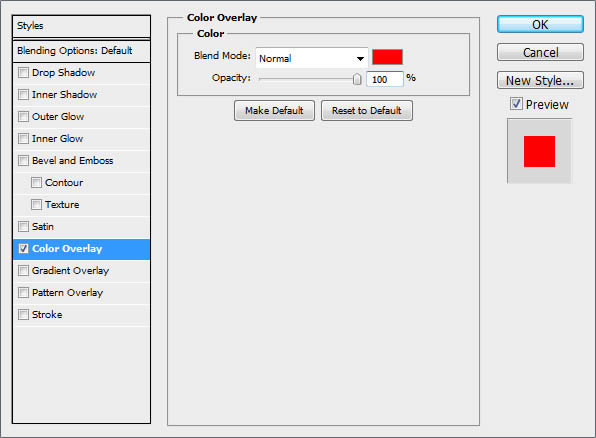 Styles
Blending Options: Default
Drop Shadow
Inner Shadow
Outer Glow
Inner Glow
Bevel and Emboss
Contour
Texture
Satin
Color Overlay
Gradient Overlay
Pattern Overlay
Stroke
Color Overlay
Color
Blend Mode: Normal
Opacity: 100 %
Make Default Reset to Default
OK
Cancel
New Style...
Preview